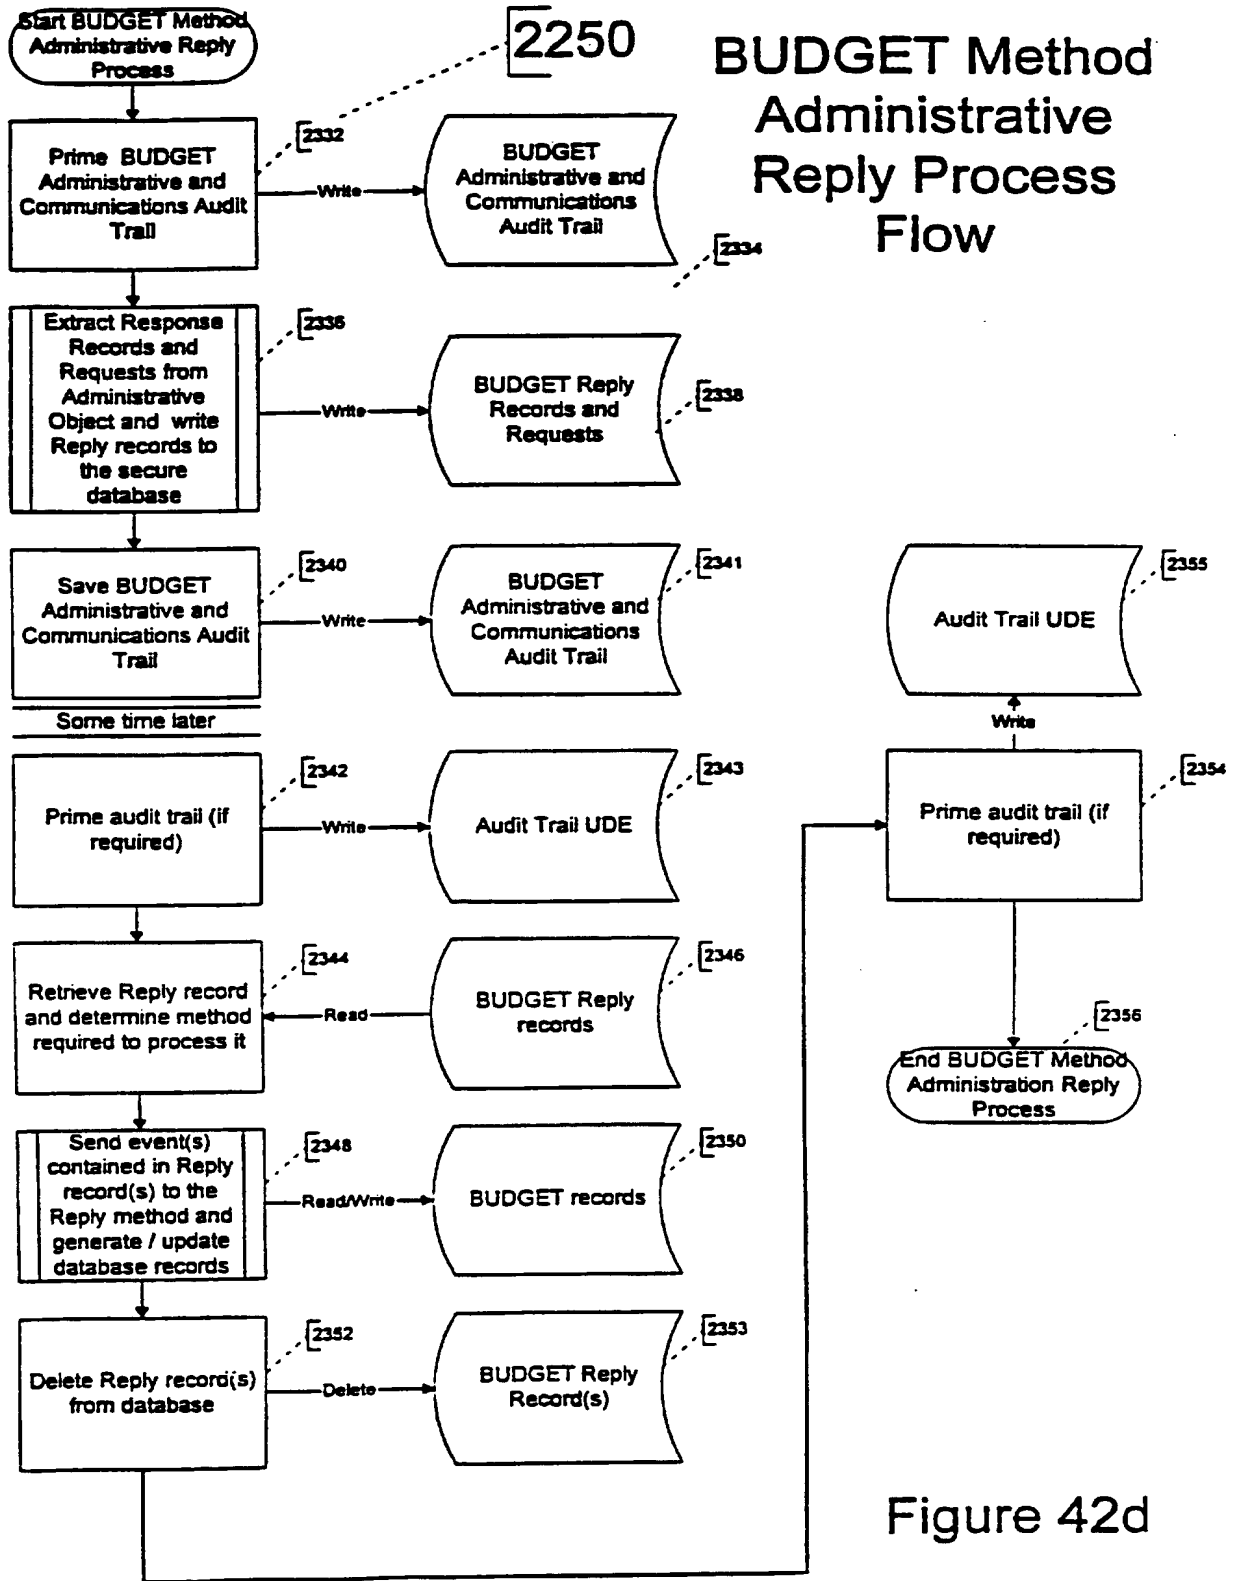 Start BUDGET Method
Administrative Reply
Process
2250
BUDGET Method
Administrative
Reply Process
Flow
Prime BUDGET
Administrative and
Communications Audit
Trail
2332
Write
BUDGET
Administrative and
Communications
Audit Trail
2334
Extract Response
Records and
Requests from
Administrative
Object and write
Reply records to
the secure
database
2336
Write
BUDGET Reply
Records and
Requests
2338
Save BUDGET
Administrative and
Communications Audit
Trail
2340
Write
BUDGET
Administrative and
Communications
Audit Trail
2341
Some time later
Prime audit trail (if
required)
2342
Write
Audit Trail UDE
2343
Retrieve Reply record
and determine method
required to process it
2344
Read
BUDGET Reply
records
2346
Send event(s)
contained in Reply
record(s) to the
Reply method and
generate / update
database records
2348
Read/Write
BUDGET records
2350
Delete Reply record(s)
from database
2352
Delete
BUDGET Reply
Record(s)
2353
Audit Trail UDE
2355
Write
Prime audit trail (if
required)
2354
2356
End BUDGET Method
Administration Reply
Process
Figure 42d